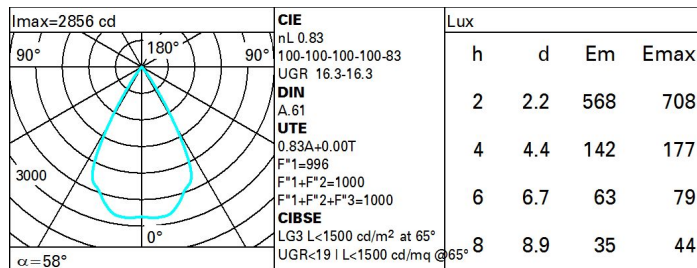 Imax=2856 cd
90°
180°
90°
3000
0°
α=58°
CIE
nL 0.83
100-100-100-100-83
UGR 16.3-16.3
DIN
A.61
UTE
0.83A+0.00T
F"1=996
F"1+F"2=1000
F"1+F"2+F"3=1000
CIBSE
LG3 L<1500 cd/m² at 65°
UGR<19 | L<1500 cd/mq @65°
Lux
h d Em Emax
2 2.2 568 708
4 4.4 142 177
6 6.7 63 79
8 8.9 35 44